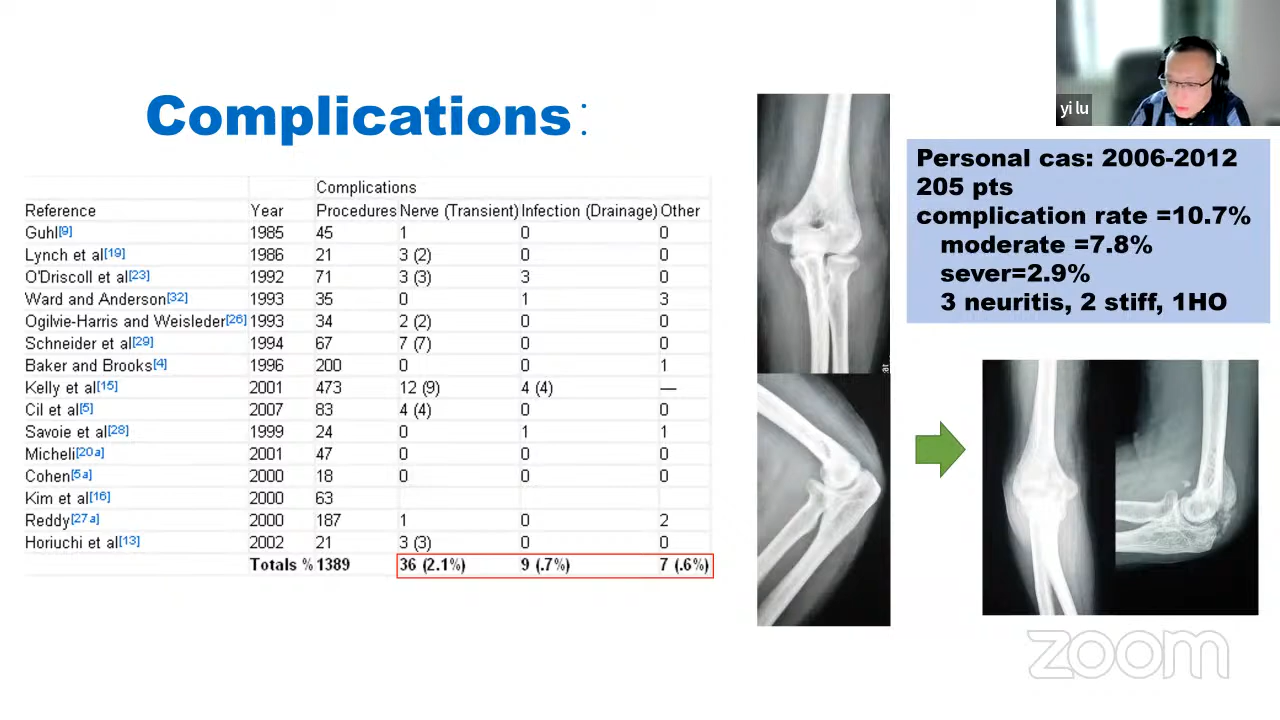 yi lu
Complications:
Complications
Reference Year Procedures Nerve (Transient) Infection (Drainage) Other
Guhl[9] 1985 45 1 0 0
Lynch et al[19] 1986 21 3 (2) 0 0
O'Driscoll et al[23] 1992 71 3 (3) 3 0
Ward and Anderson[32] 1993 35 0 1 3
Ogilvie-Harris and Weisleder[26] 1993 34 2 (2) 0 0
Schneider et al[29] 1994 67 7 (7) 0 0
Baker and Brooks[4] 1996 200 0 0 1
Kelly et al[15] 2001 473 12 (9) 4 (4) —
Cil et al[5] 2007 83 4 (4) 0 0
Savoie et al[28] 1999 24 0 1 1
Micheli[20a] 2001 47 0 0 0
Cohen[5a] 2000 18 0 0 0
Kim et al[16] 2000 63
Reddy[27a] 2000 187 1 0 2
Horiuchi et al[13] 2002 21 3 (3) 0 0
Totals % 1389 36 (2.1%) 9 (.7%) 7 (.6%)
Personal cas: 2006-2012
205 pts
complication rate =10.7%
moderate =7.8%
sever=2.9%
3 neuritis, 2 stiff, 1HO
zoom